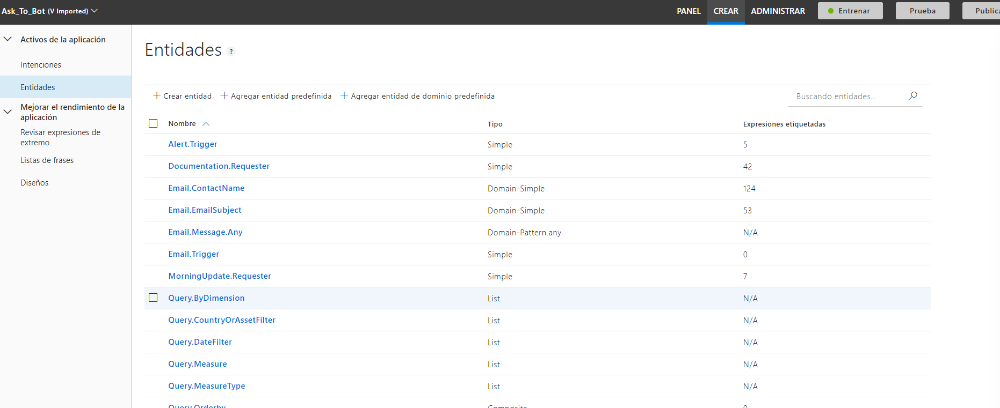 Ask_To_Bot (V Imported)
PANEL CREAR ADMINISTRAR Entrenar Prueba Publica
Activos de la aplicación
Intenciones
Entidades
Mejorar el rendimiento de la
aplicación
Revisar expresiones de
extremo
Listas de frases
Diseños
Entidades ?
+ Crear entidad + Agregar entidad predefinida + Agregar entidad de dominio predefinida
Buscando entidades...
Nombre Tipo Expresiones etiquetadas
Alert.Trigger Simple 5
Documentation.Requester Simple 42
Email.ContactName Domain-Simple 124
Email.EmailSubject Domain-Simple 53
Email.Message.Any Domain-Pattern.any N/A
Email.Trigger Simple 0
MorningUpdate.Requester Simple 7
Query.ByDimension List N/A
Query.CountryOrAssetFilter List N/A
Query.DateFilter List N/A
Query.Measure List N/A
Query.MeasureType List N/A
Query.Orderby Composite 0